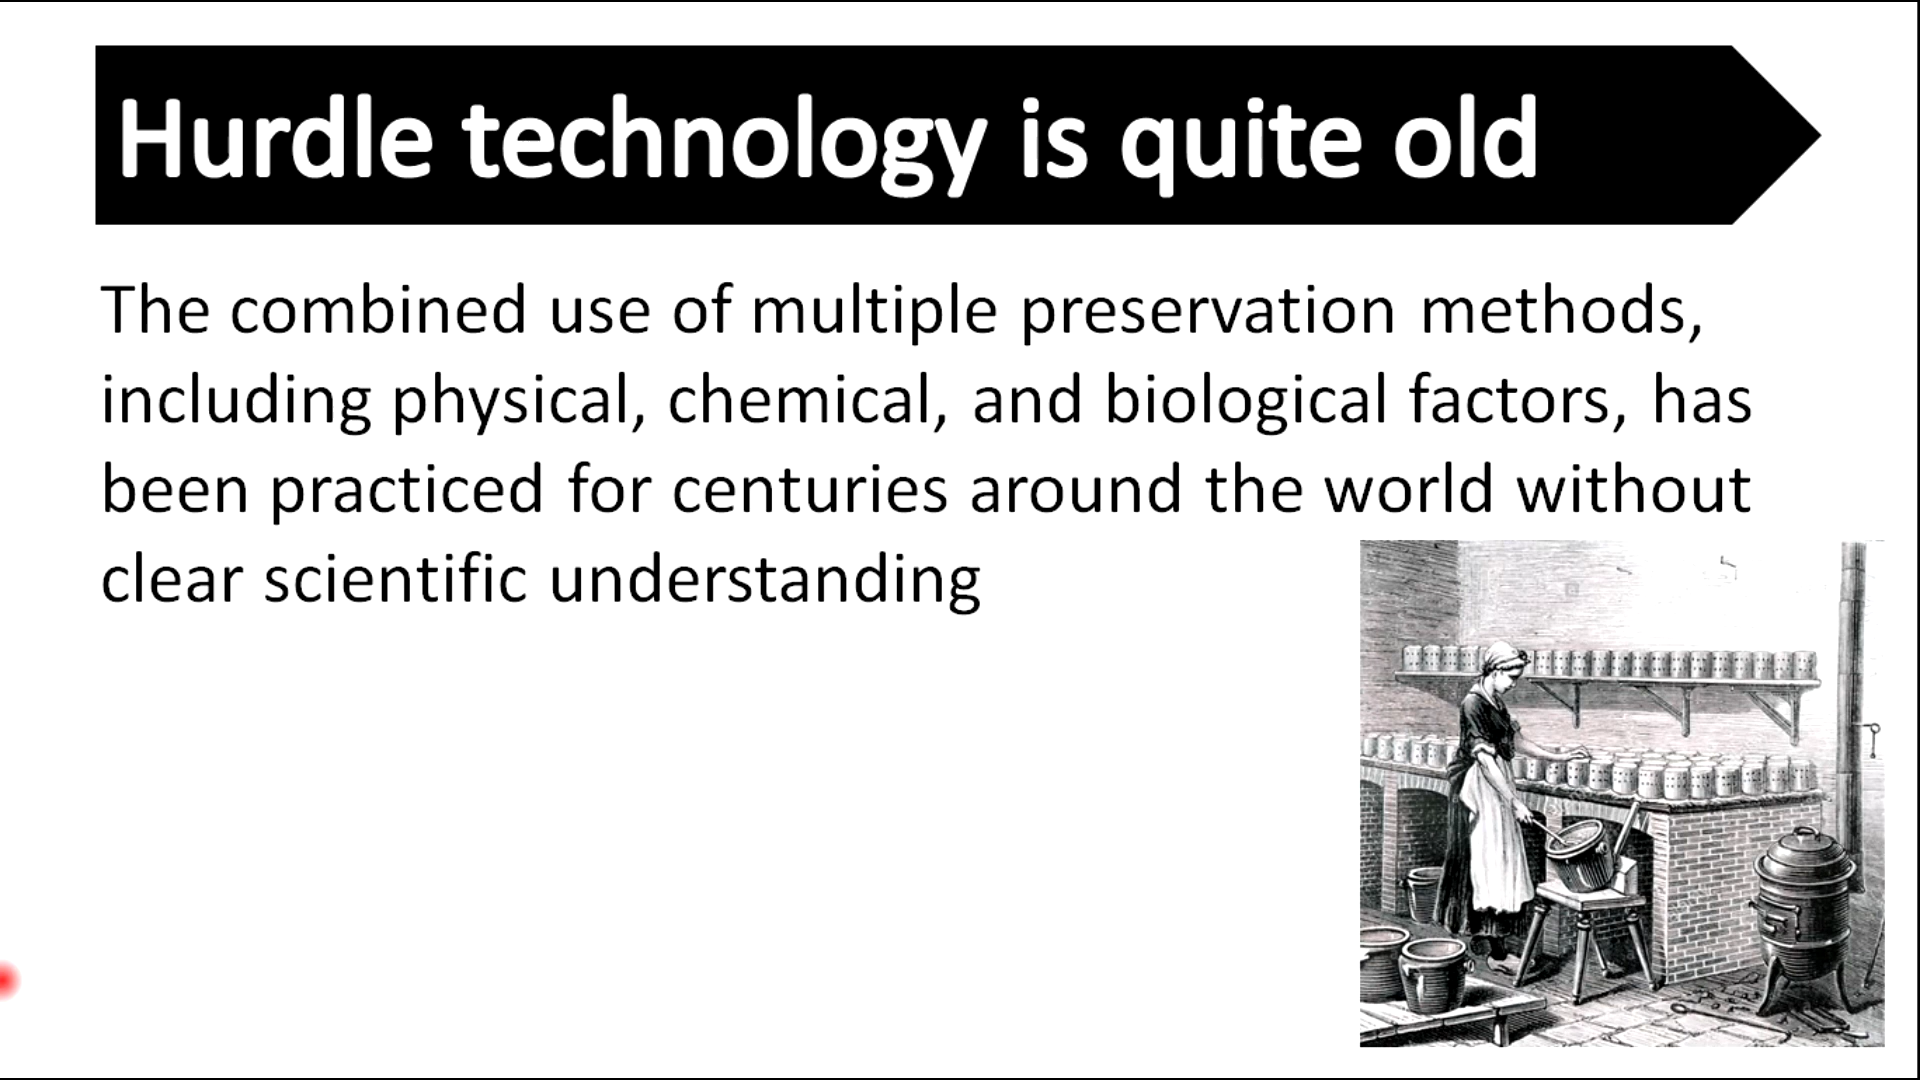 Hurdle technology is quite old
The combined use of multiple preservation methods,
including physical, chemical, and biological factors, has
been practiced for centuries around the world without
clear scientific understanding